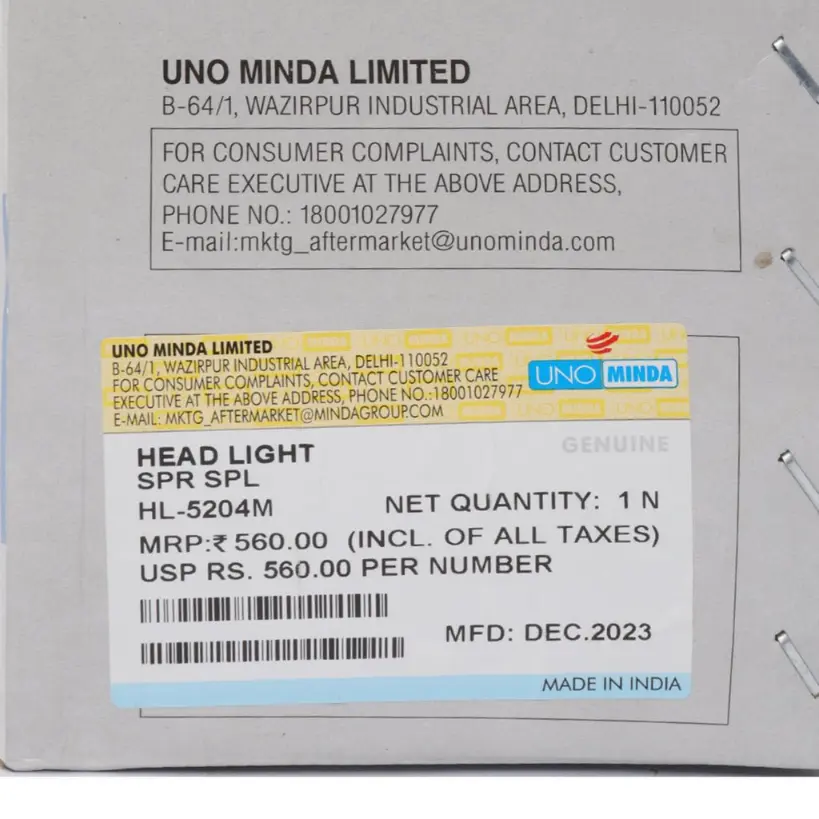 UNO MINDA LIMITED
B-64/1, WAZIRPUR INDUSTRIAL AREA, DELHI-110052
FOR CONSUMER COMPLAINTS, CONTACT CUSTOMER
CARE EXECUTIVE AT THE ABOVE ADDRESS,
PHONE NO.: 18001027977
E-mail:mktg_aftermarket@unominda.com
UNO MINDA LIMITED
B-64/1, WAZIRPUR INDUSTRIAL AREA, DELHI-110052
FOR CONSUMER COMPLAINTS, CONTACT CUSTOMER CARE
EXECUTIVE AT THE ABOVE ADDRESS, PHONE NO.:18001027977
E-MAIL: MKTG_AFTERMARKET@MINDAGROUP.COM
UNO MINDA
GENUINE
HEAD LIGHT
SPR SPL
HL-5204M NET QUANTITY: 1 N
MRP:₹ 560.00 (INCL. OF ALL TAXES)
USP RS. 560.00 PER NUMBER
MFD: DEC.2023
MADE IN INDIA